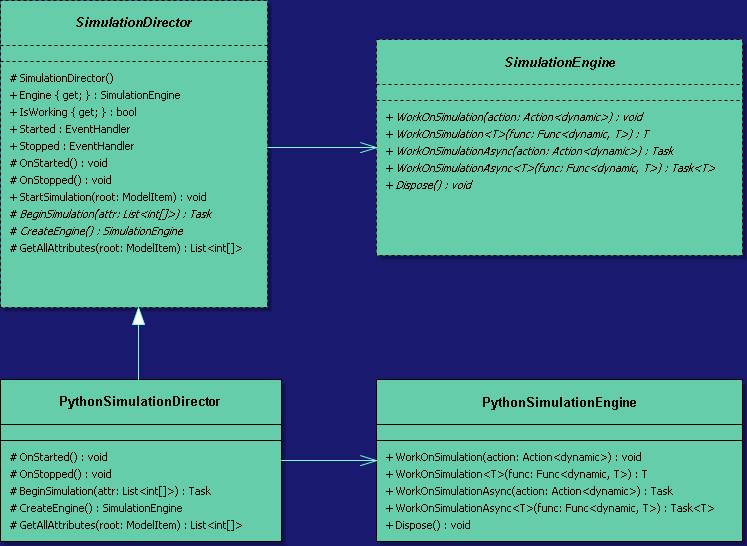 SimulationDirector
# SimulationDirector()
+ Engine { get; } : SimulationEngine
+ IsWorking { get; } : bool
+ Started : EventHandler
+ Stopped : EventHandler
# OnStarted() : void
# OnStopped() : void
+ StartSimulation(root: ModelItem) : void
# BeginSimulation(attr: List<int[]>) : Task
# CreateEngine() : SimulationEngine
# GetAllAttributes(root: ModelItem) : List<int[]>
SimulationEngine
+ WorkOnSimulation(action: Action<dynamic>) : void
+ WorkOnSimulation<T>(func: Func<dynamic, T>) : T
+ WorkOnSimulationAsync(action: Action<dynamic>) : Task
+ WorkOnSimulationAsync<T>(func: Func<dynamic, T>) : Task<T>
+ Dispose() : void
PythonSimulationDirector
# OnStarted() : void
# OnStopped() : void
# BeginSimulation(attr: List<int[]>) : Task
# CreateEngine() : SimulationEngine
# GetAllAttributes(root: ModelItem) : List<int[]>
PythonSimulationEngine
+ WorkOnSimulation(action: Action<dynamic>) : void
+ WorkOnSimulation<T>(func: Func<dynamic, T>) : T
+ WorkOnSimulationAsync(action: Action<dynamic>) : Task
+ WorkOnSimulationAsync<T>(func: Func<dynamic, T>) : Task<T>
+ Dispose() : void